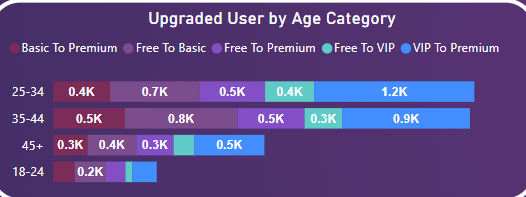 Upgraded User by Age Category
Basic To Premium Free To Basic Free To Premium Free To VIP VIP To Premium
25-34 0.4K 0.7K 0.5K 0.4K 1.2K
35-44 0.5K 0.8K 0.5K 0.3K 0.9K
45+ 0.3K 0.4K 0.3K 0.5K
18-24 0.2K